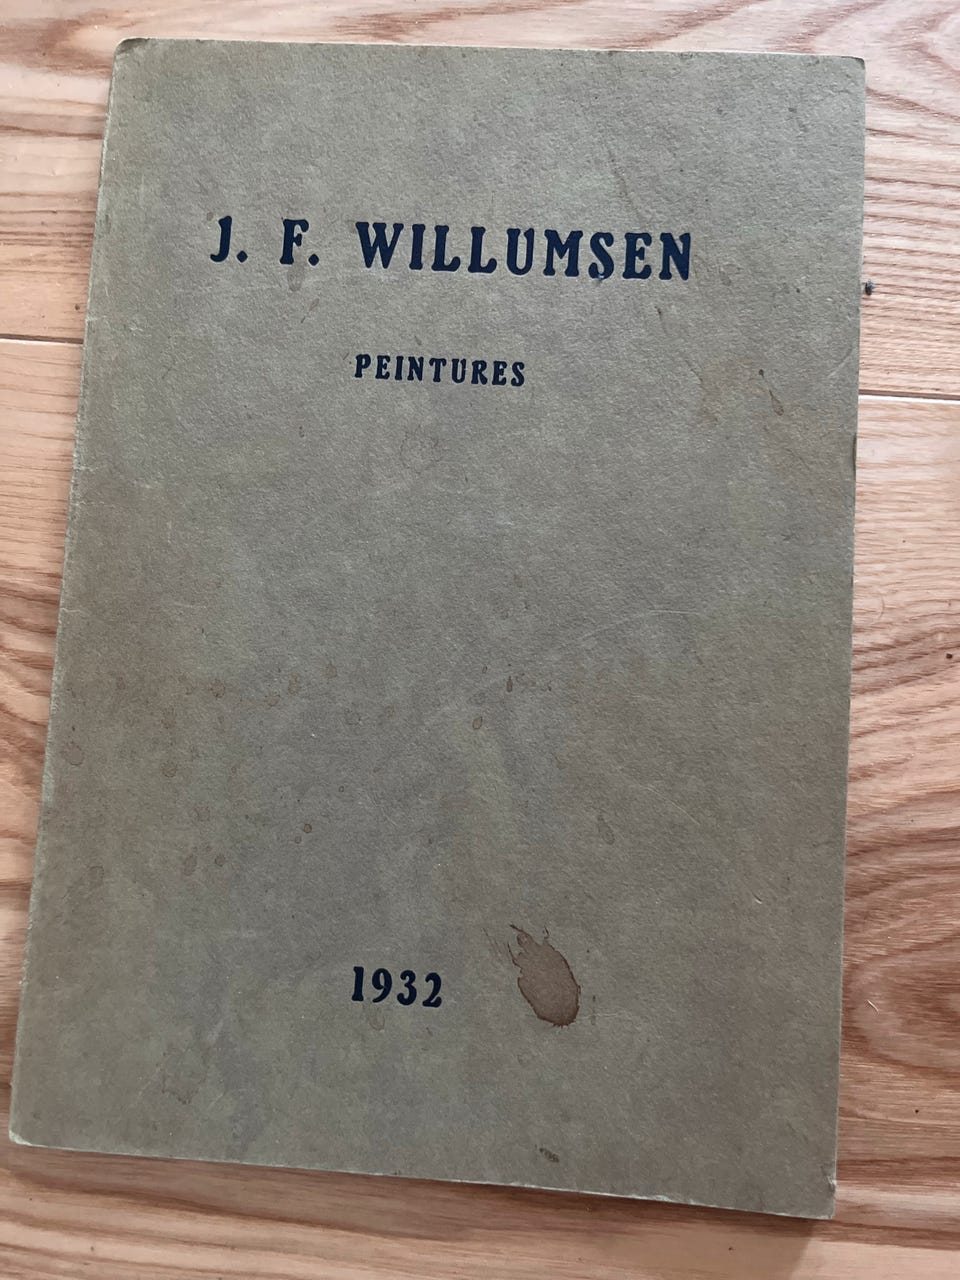 J. F. WILLUMSEN
PEINTURES
1932